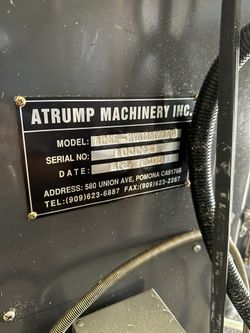 ATRUMP MACHINERY INC.
MODEL:
SERIAL NO:
DATE:
ADDRESS: 580 UNION AVE, POMONA CA91768
TEL:(909)623-6887 FAX:(909)623-2287